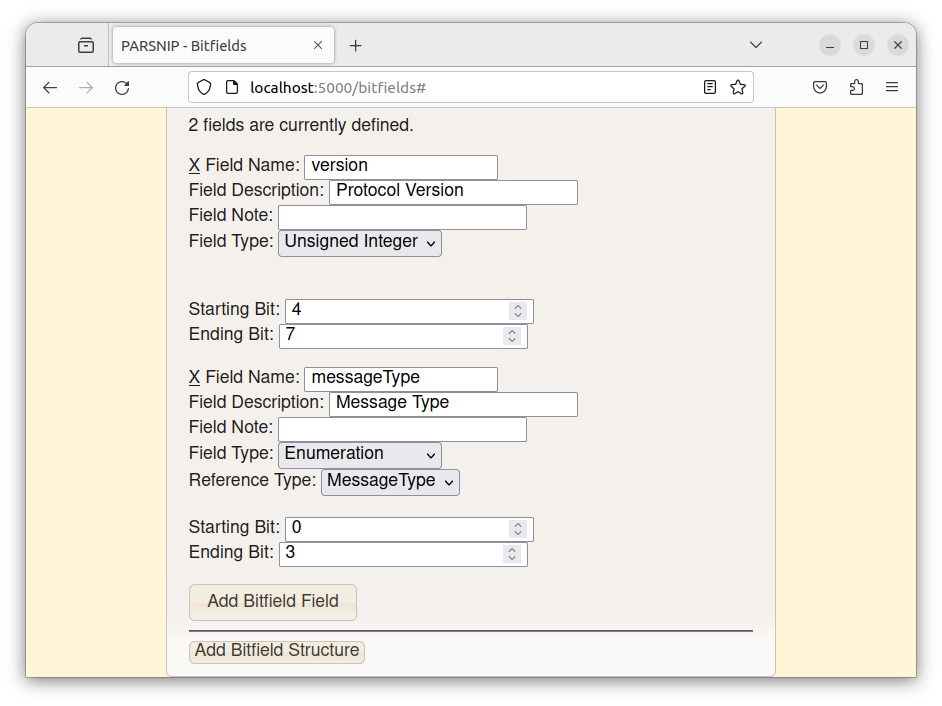 PARSNIP - Bitfields
localhost:5000/bitfields#
2 fields are currently defined.
X Field Name: version
Field Description: Protocol Version
Field Note:
Field Type: Unsigned Integer
Starting Bit: 4
Ending Bit: 7
X Field Name: messageType
Field Description: Message Type
Field Note:
Field Type: Enumeration
Reference Type: MessageType
Starting Bit: 0
Ending Bit: 3
Add Bitfield Field
Add Bitfield Structure